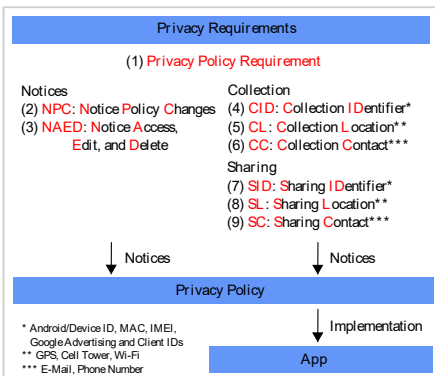 Privacy Requirements
(1) Privacy Policy Requirement
Notices
(2) NPC: Notice Policy Changes
(3) NAED: Notice Access,
Edit, and Delete
Collection
(4) CID: Collection IDentifier*
(5) CL: Collection Location**
(6) CC: Collection Contact***
Sharing
(7) SID: Sharing IDentifier*
(8) SL: Sharing Location**
(9) SC: Sharing Contact***
Notices
Notices
Privacy Policy
* Android/Device ID, MAC, IMEI,
Google Advertising and Client IDs
** GPS, Cell Tower, Wi-Fi
*** E-Mail, Phone Number
Implementation
App